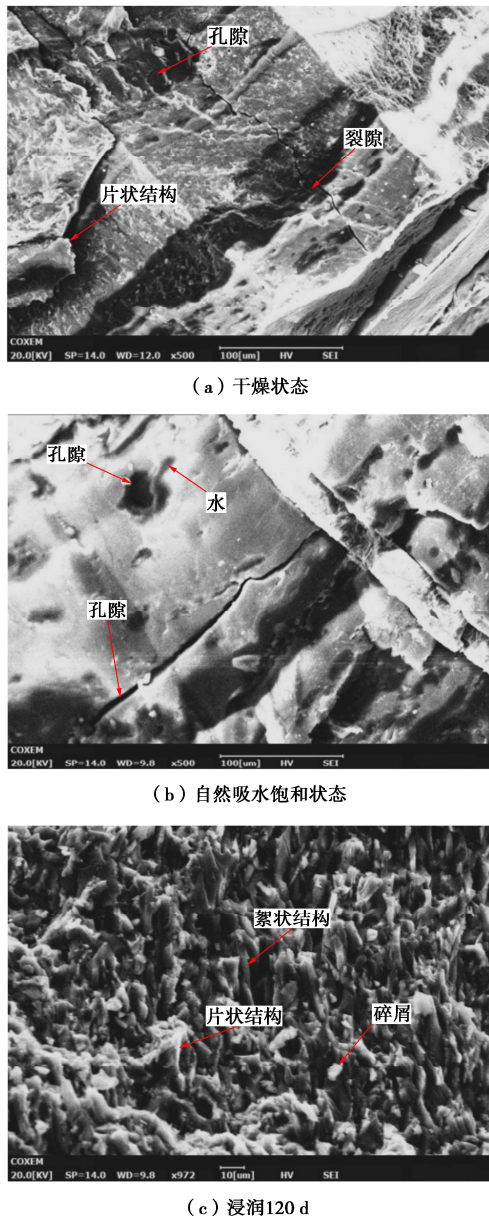 孔隙
裂隙
片状结构
COXEM
20.0[KV] SP=14.0 WD=12.0 x500 100[um] HV SEI
（a）干燥状态
孔隙
水
孔隙
COXEM
20.0[KV] SP=14.0 WD=9.8 x500 100[um] HV SEI
（b）自然吸水饱和状态
絮状结构
片状结构
碎屑
COXEM
20.0[KV] SP=14.0 WD=9.8 x972 10[um] HV SEI
（c）浸润120 d